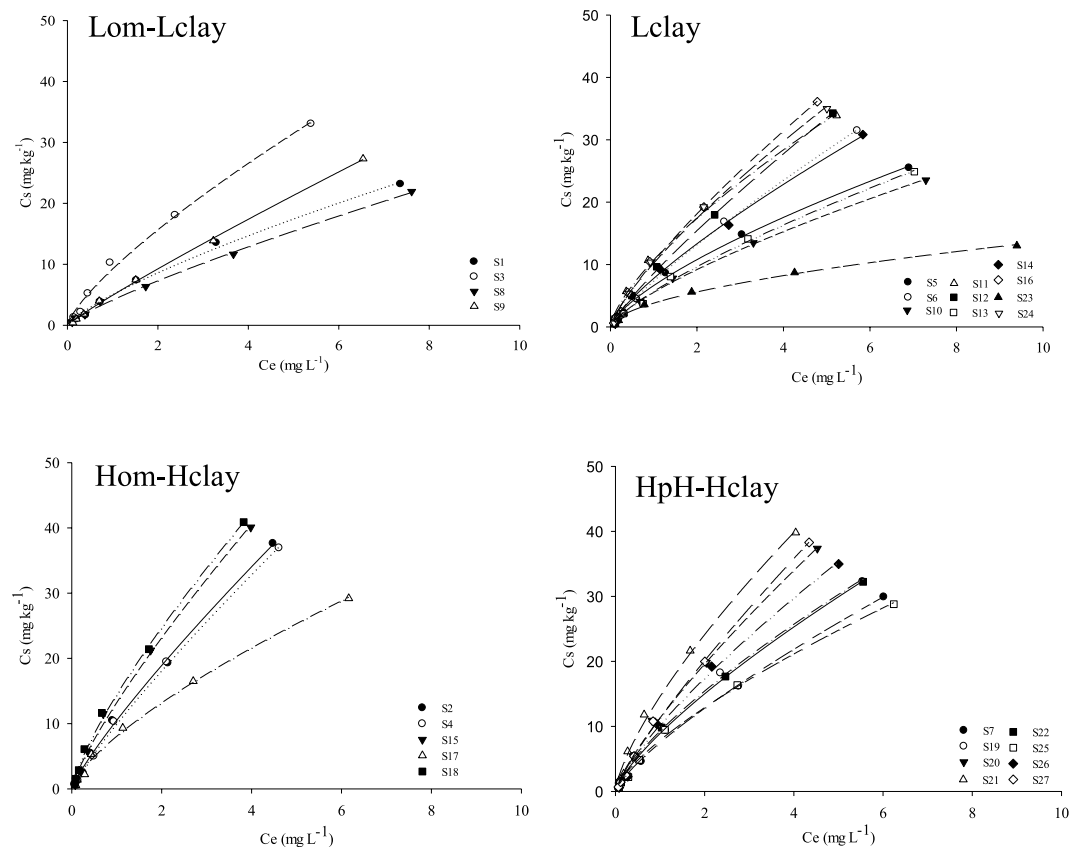 Lom-Lclay
50
40
30
20
10
0
Cs (mg kg-1)
0 2 4 6 8 10
Ce (mg L-1)
S1
S3
S8
S9
Lclay
50
40
30
20
10
0
Cs (mg kg-1)
0 2 4 6 8 10
Ce (mg L-1)
S5
S6
S10
S11
S12
S13
S14
S16
S23
S24
Hom-Hclay
50
40
30
20
10
0
Cs (mg kg-1)
0 2 4 6 8 10
Ce (mg L-1)
S2
S4
S15
S17
S18
HpH-Hclay
50
40
30
20
10
0
Cs (mg kg-1)
0 2 4 6 8 10
Ce (mg L-1)
S7
S19
S20
S21
S22
S25
S26
S27